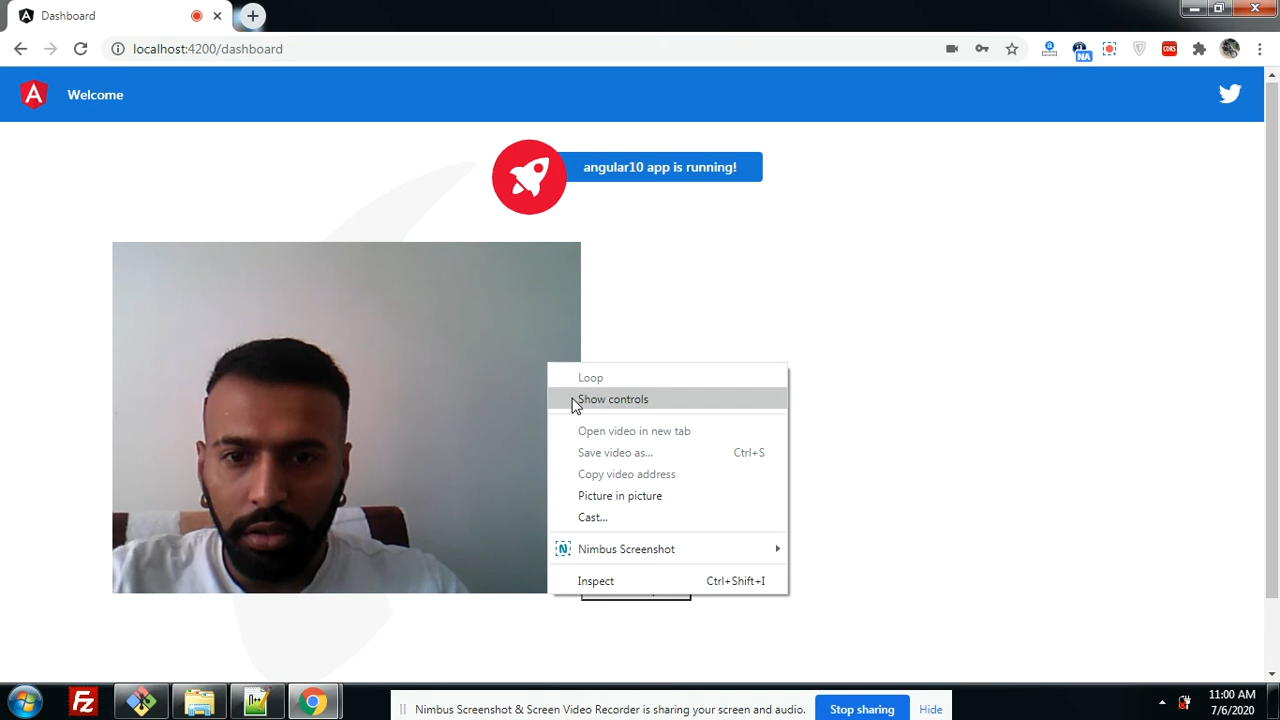 Dashboard
localhost:4200/dashboard
NA
CORS
Welcome
angular10 app is running!
Loop
Show controls
Open video in new tab
Save video as... Ctrl+S
Copy video address
Picture in picture
Cast...
N Nimbus Screenshot
Inspect Ctrl+Shift+I
Nimbus Screenshot & Screen Video Recorder is sharing your screen and audio. Stop sharing Hide
11:00 AM
7/6/2020